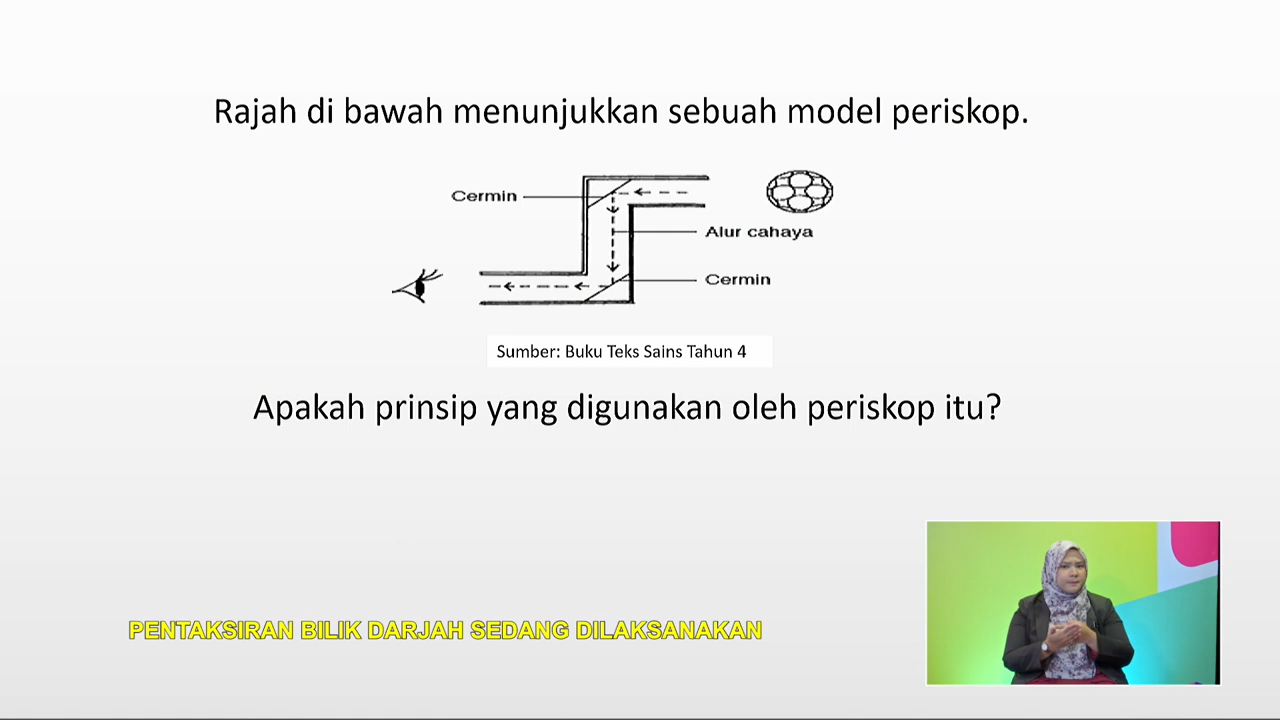 Rajah di bawah menunjukkan sebuah model periskop.
Cermin
Alur cahaya
Cermin
Sumber: Buku Teks Sains Tahun 4
Apakah prinsip yang digunakan oleh periskop itu?
PENTAKSIRAN BILIK DARJAH SEDANG DILAKSANAKAN